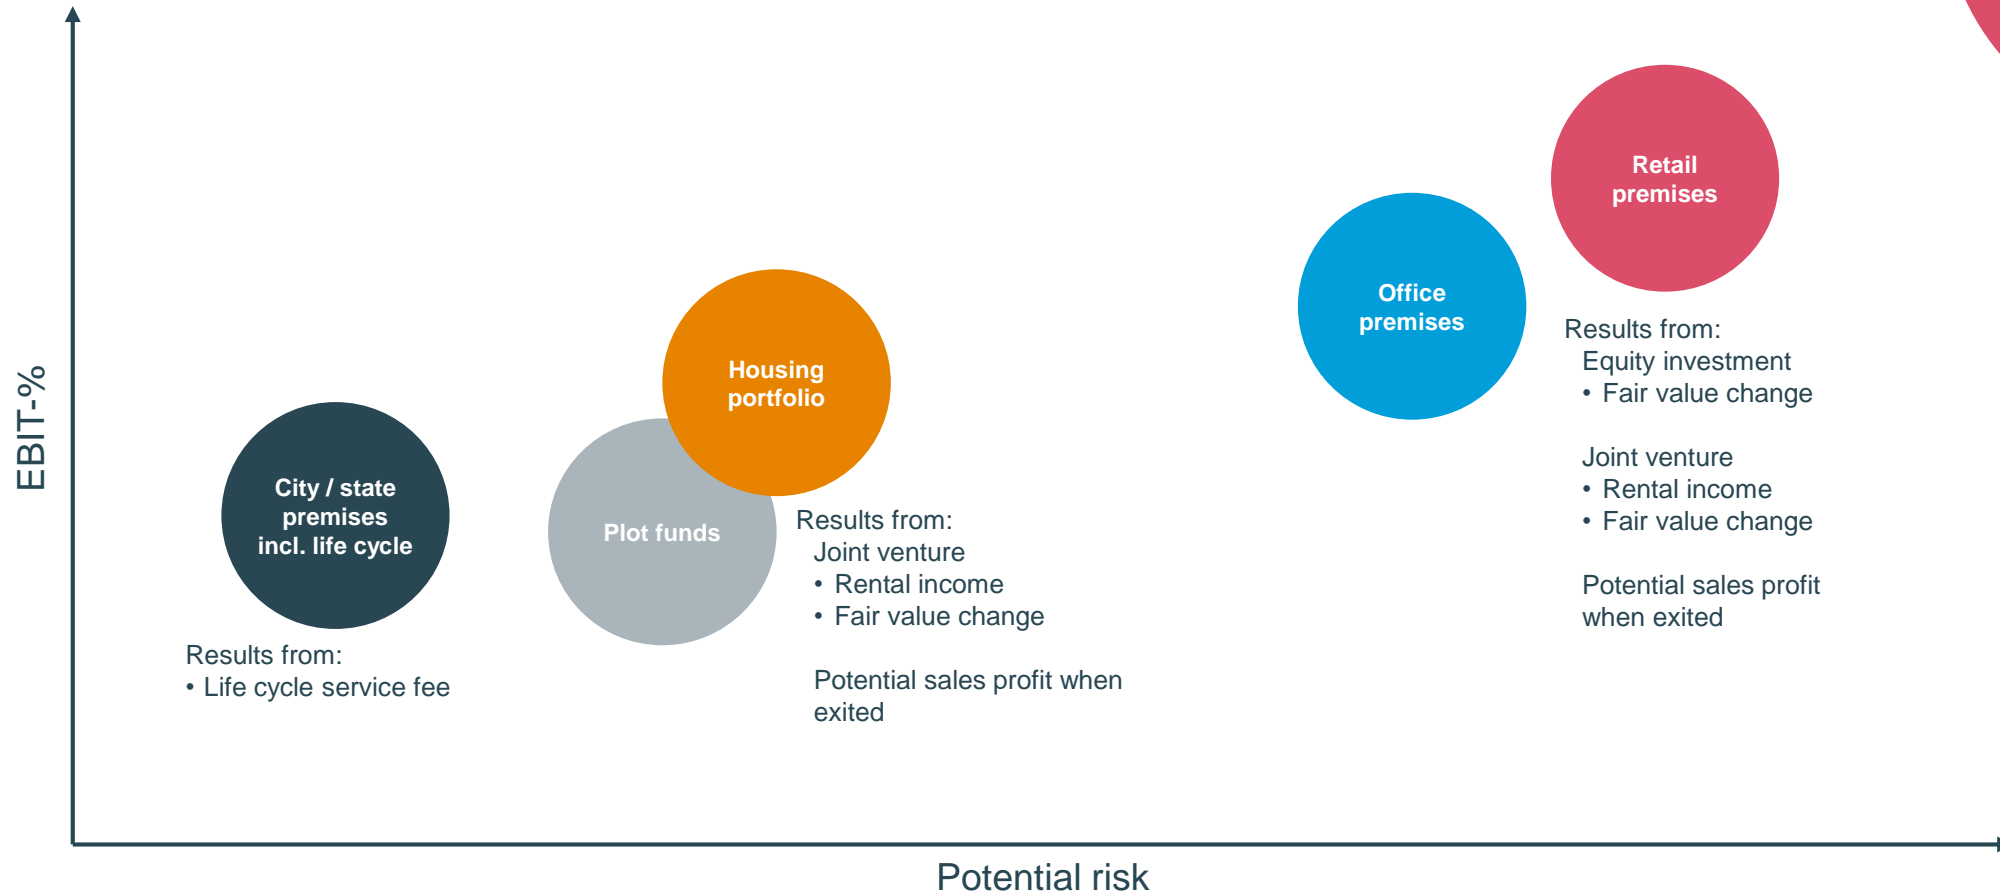 EBIT-%
City / state
premises
incl. life cycle
Results from:
• Life cycle service fee
Plot funds
Housing
portfolio
Results from:
Joint venture
• Rental income
• Fair value change
Potential sales profit when
exited
Office
premises
Retail
premises
Results from:
Equity investment
• Fair value change
Joint venture
• Rental income
• Fair value change
Potential sales profit
when exited
Potential risk